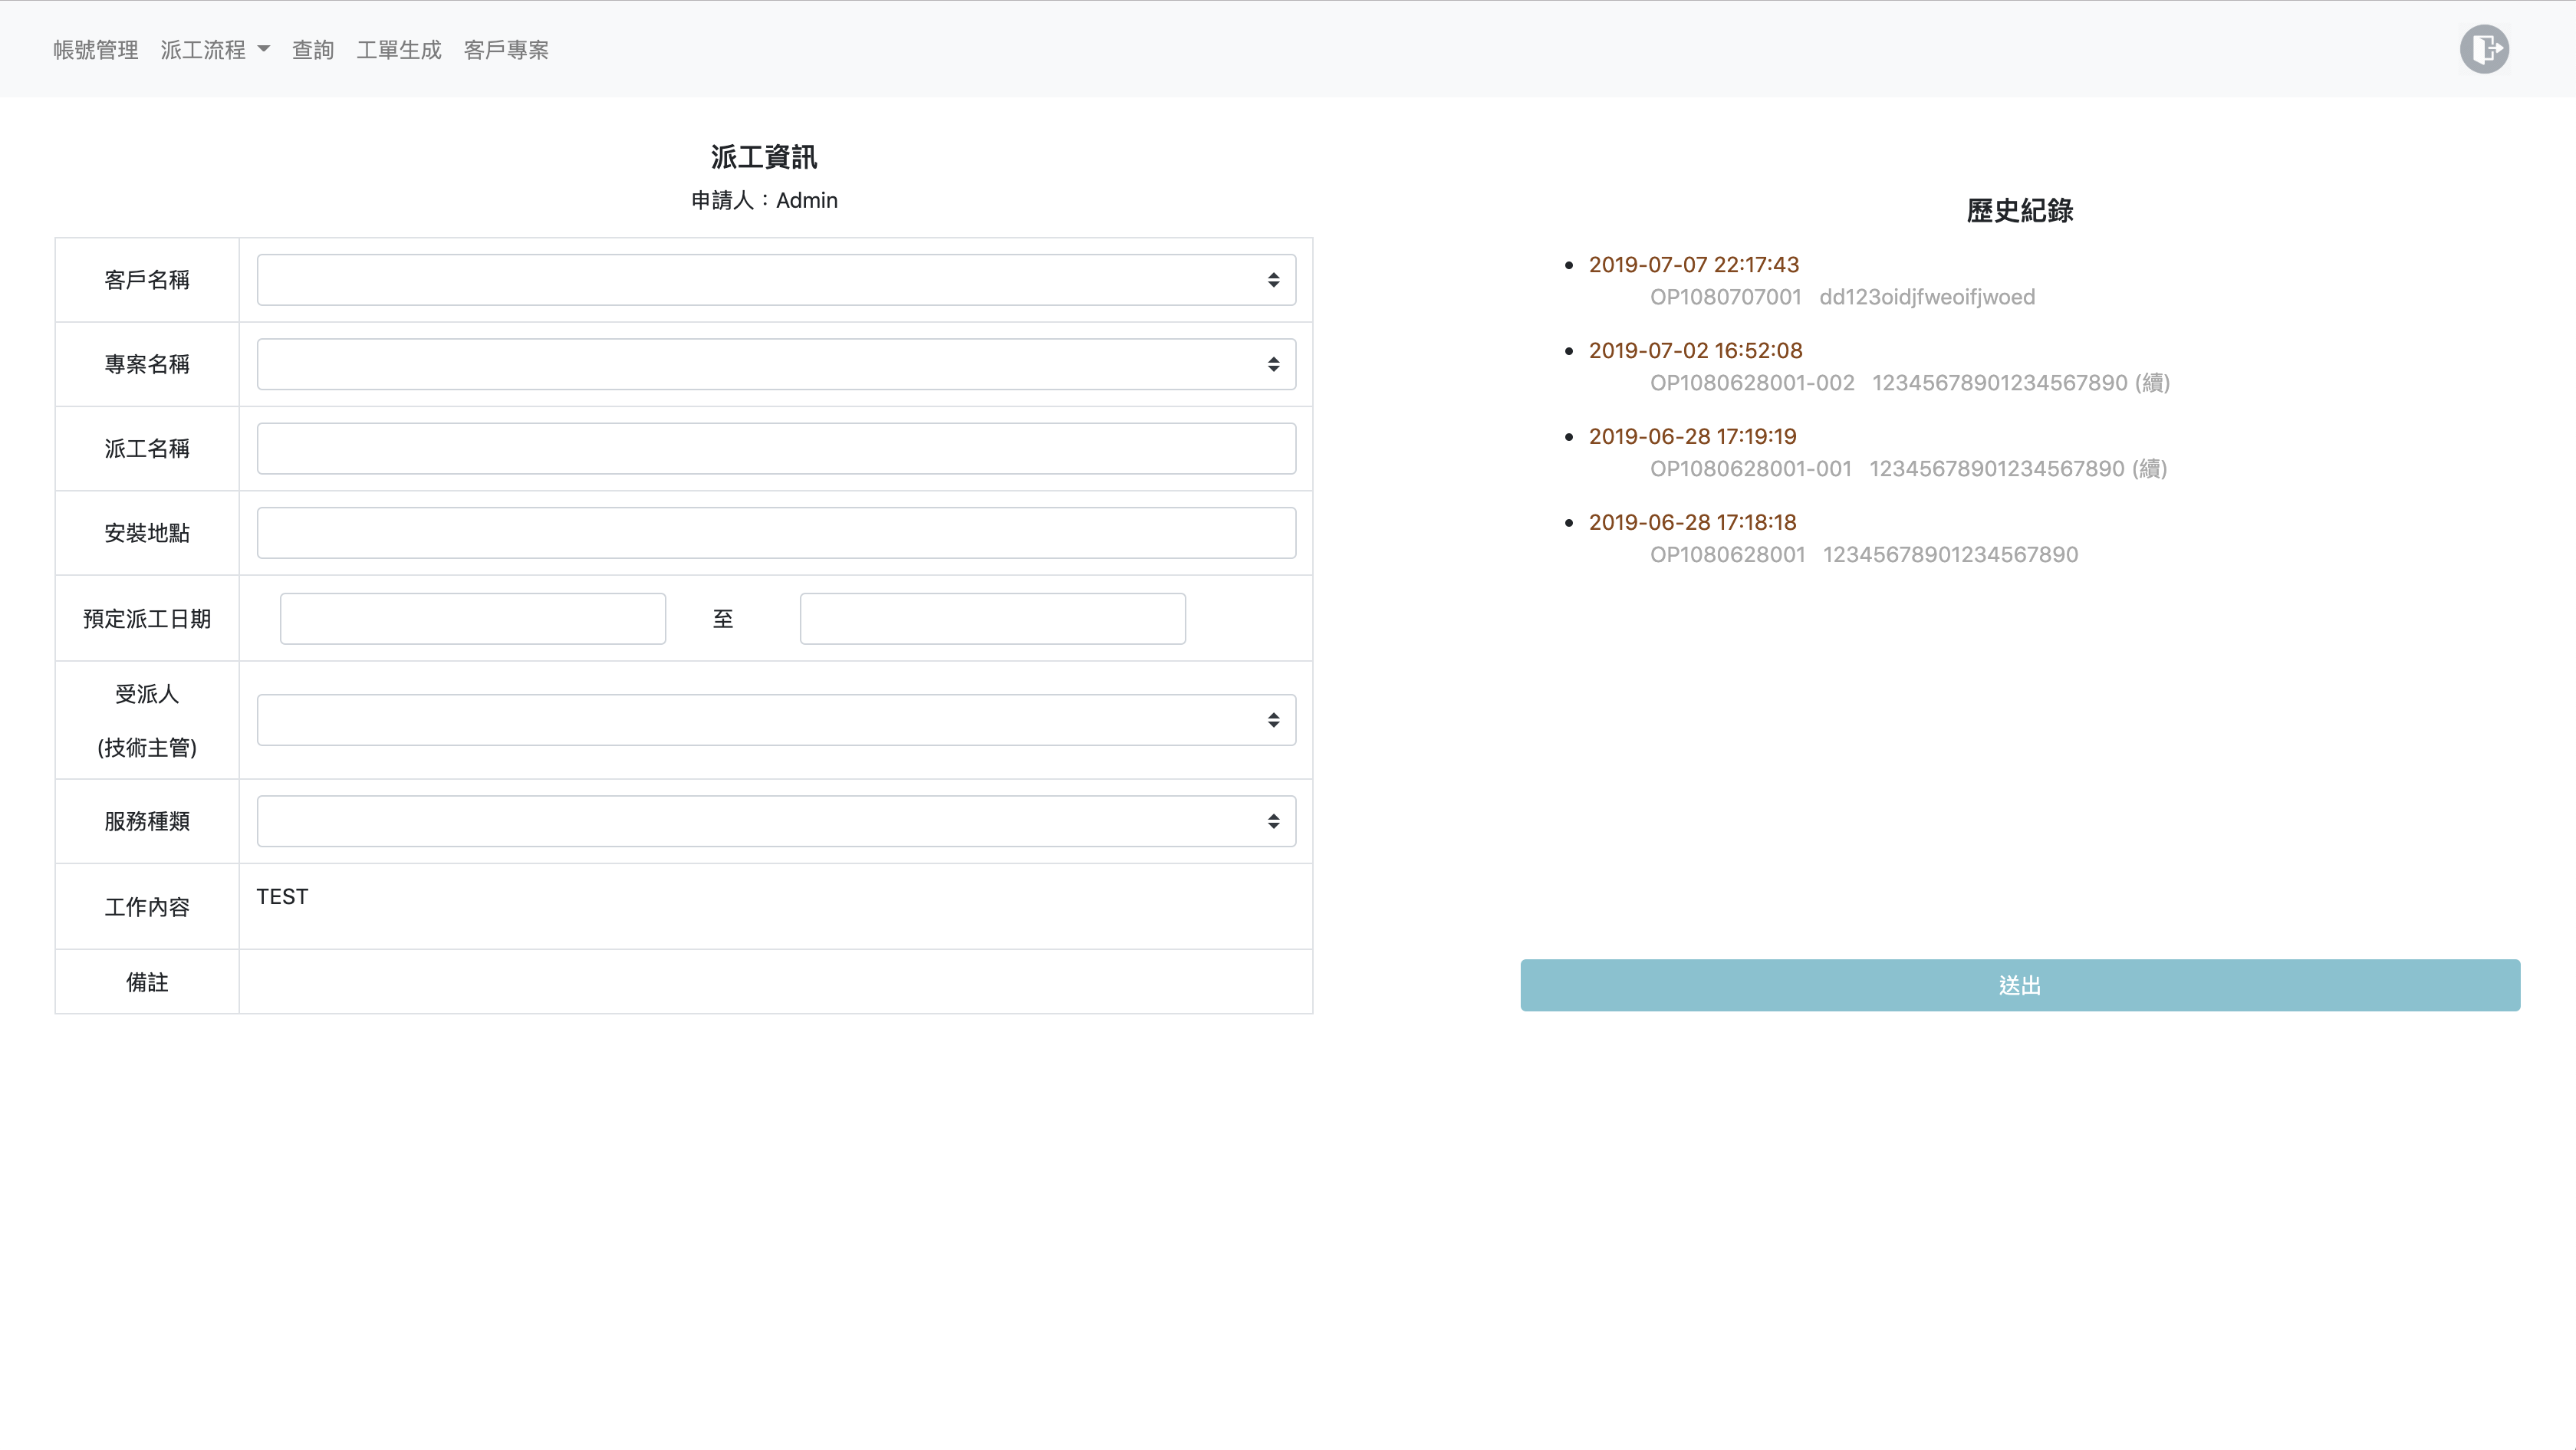 帳號管理 派工流程 查詢 工單生成 客戶專案
派工資訊
申請人：Admin
客戶名稱
專案名稱
派工名稱
安裝地點
預定派工日期 至
受派人
(技術主管)
服務種類
工作內容 TEST
備註
歷史紀錄
2019-07-07 22:17:43
OP1080707001 dd123oidjfweoifjwoed
2019-07-02 16:52:08
OP1080628001-002 12345678901234567890 (續)
2019-06-28 17:19:19
OP1080628001-001 12345678901234567890 (續)
2019-06-28 17:18:18
OP1080628001 12345678901234567890
送出